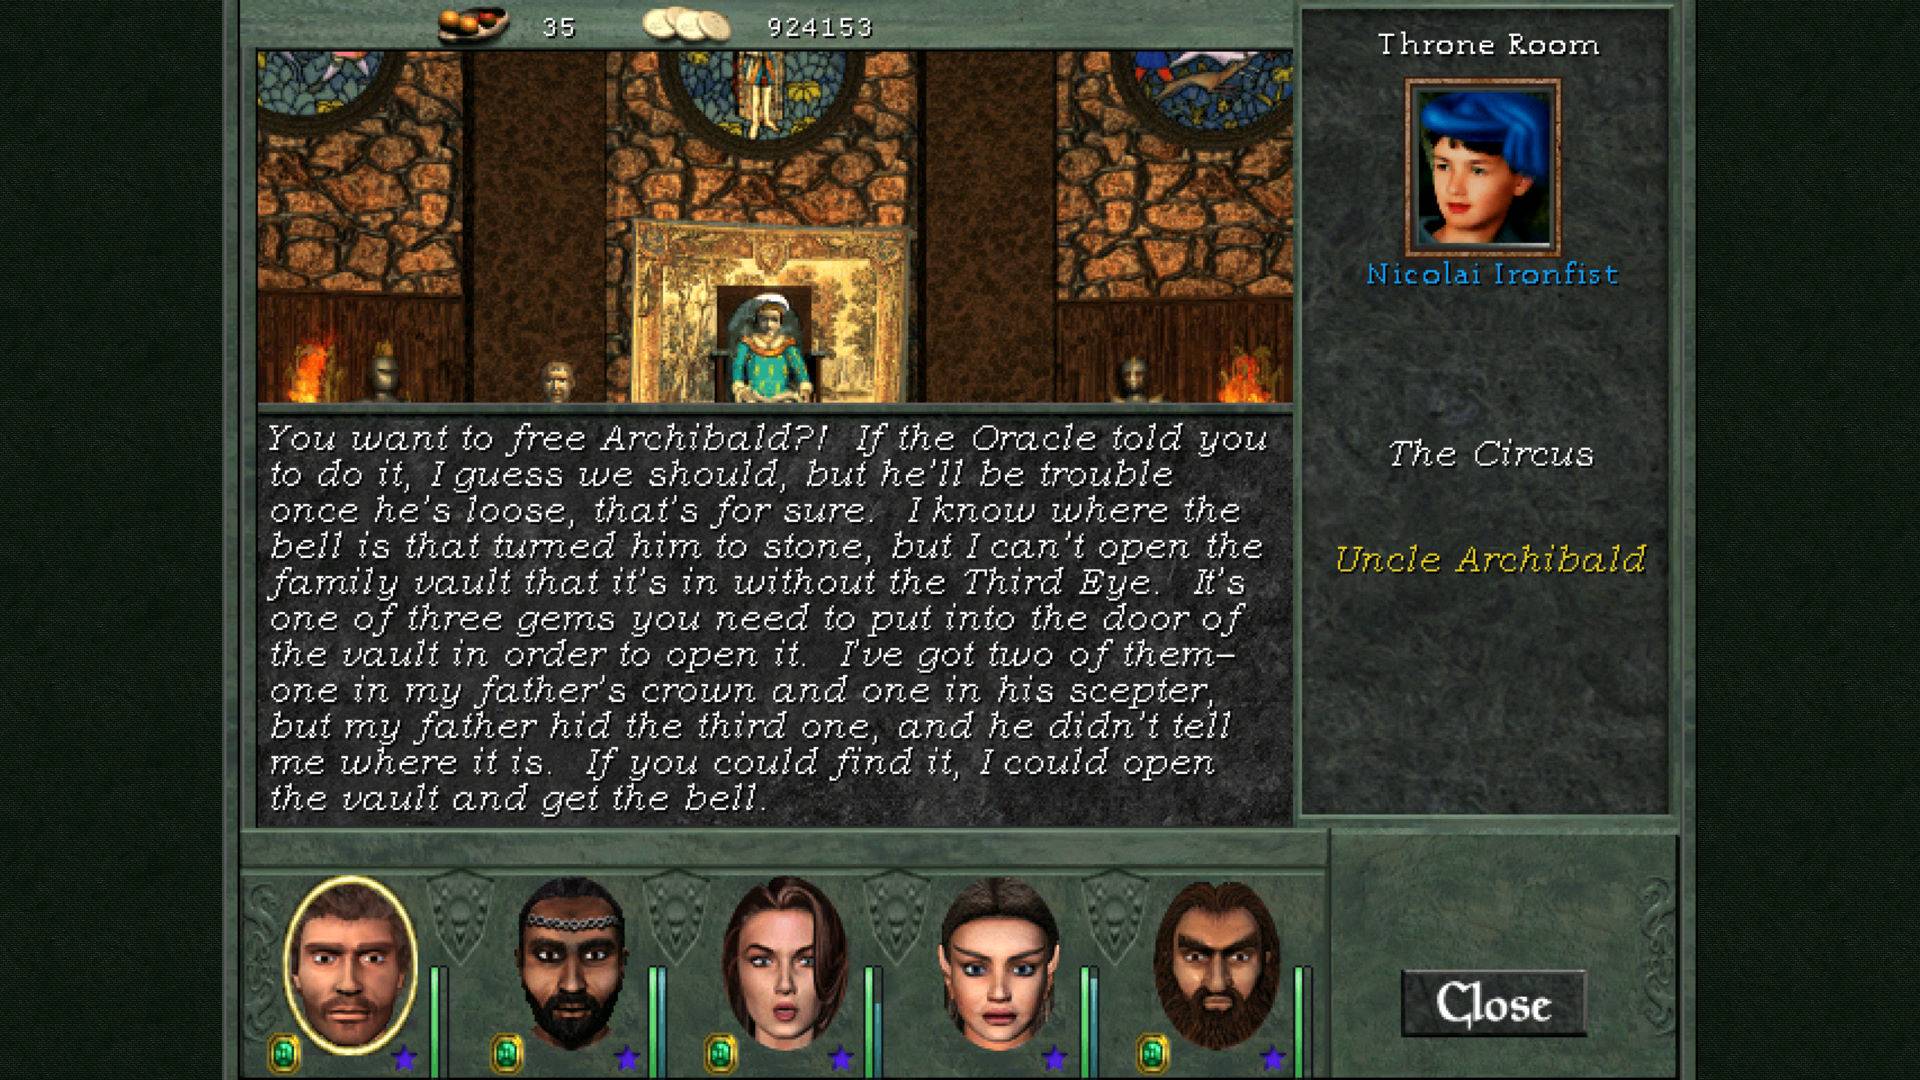 35
924153
Throne Room
Nicolai Ironfist
The Circus
Uncle Archibald
You want to free Archibald?!  If the Oracle told you
to do it, I guess we should, but he'll be trouble
once he's loose, that's for sure.  I know where the
bell is that turned him to stone, but I can't open the
family vault that it's in without the Third Eye.  It's
one of three gems you need to put into the door of
the vault in order to open it.  I've got two of them-
one in my father's crown and one in his scepter,
but my father hid the third one, and he didn't tell
me where it is.  If you could find it, I could open
the vault and get the bell.
Close